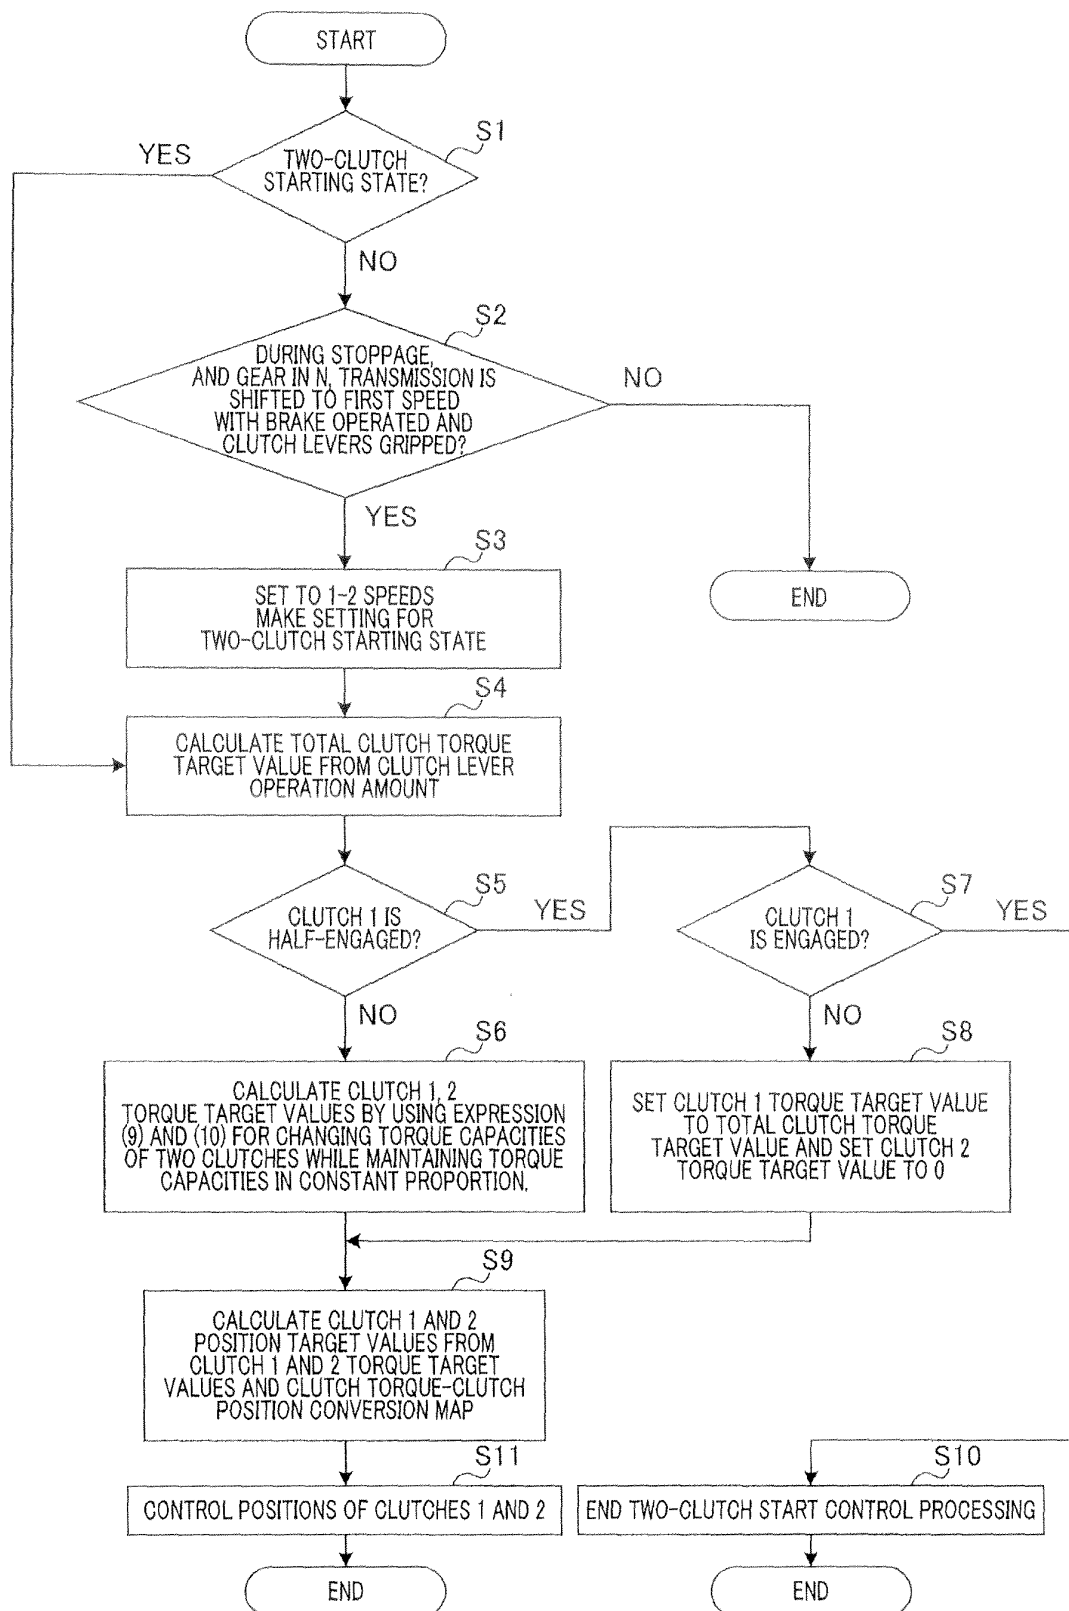 START
S1
YES
TWO-CLUTCH
STARTING STATE?
NO
S2
DURING STOPPAGE,
AND GEAR IN N, TRANSMISSION IS
SHIFTED TO FIRST SPEED
WITH BRAKE OPERATED AND
CLUTCH LEVERS GRIPPED?
NO
YES
END
S3
SET TO 1-2 SPEEDS
MAKE SETTING FOR
TWO-CLUTCH STARTING STATE
S4
CALCULATE TOTAL CLUTCH TORQUE
TARGET VALUE FROM CLUTCH LEVER
OPERATION AMOUNT
S5
CLUTCH 1 IS
HALF-ENGAGED?
YES
NO
S7
CLUTCH 1
IS ENGAGED?
YES
NO
S6
CALCULATE CLUTCH 1, 2
TORQUE TARGET VALUES BY USING EXPRESSION
(9) AND (10) FOR CHANGING TORQUE CAPACITIES
OF TWO CLUTCHES WHILE MAINTAINING TORQUE
CAPACITIES IN CONSTANT PROPORTION.
S8
SET CLUTCH 1 TORQUE TARGET VALUE
TO TOTAL CLUTCH TORQUE
TARGET VALUE AND SET CLUTCH 2
TORQUE TARGET VALUE TO 0
S9
CALCULATE CLUTCH 1 AND 2
POSITION TARGET VALUES FROM
CLUTCH 1 AND 2 TORQUE TARGET
VALUES AND CLUTCH TORQUE-CLUTCH
POSITION CONVERSION MAP
S11
CONTROL POSITIONS OF CLUTCHES 1 AND 2
END
S10
END TWO-CLUTCH START CONTROL PROCESSING
END